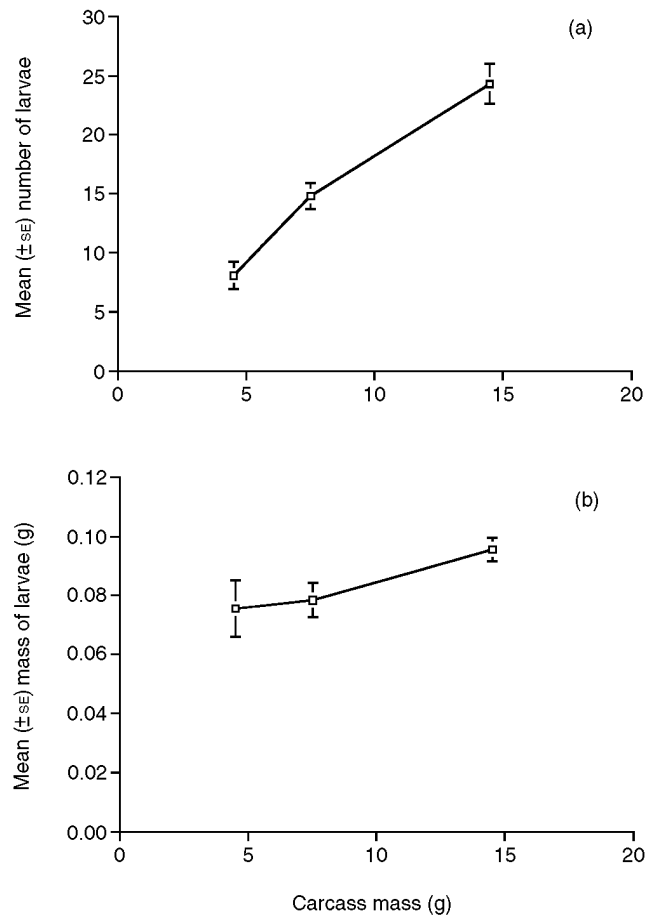 (a)
Mean (±SE) number of larvae
30
25
20
15
10
5
0
0 5 10 15 20
(b)
Mean (±SE) mass of larvae (g)
0.12
0.10
0.08
0.06
0.04
0.02
0.00
0 5 10 15 20
Carcass mass (g)